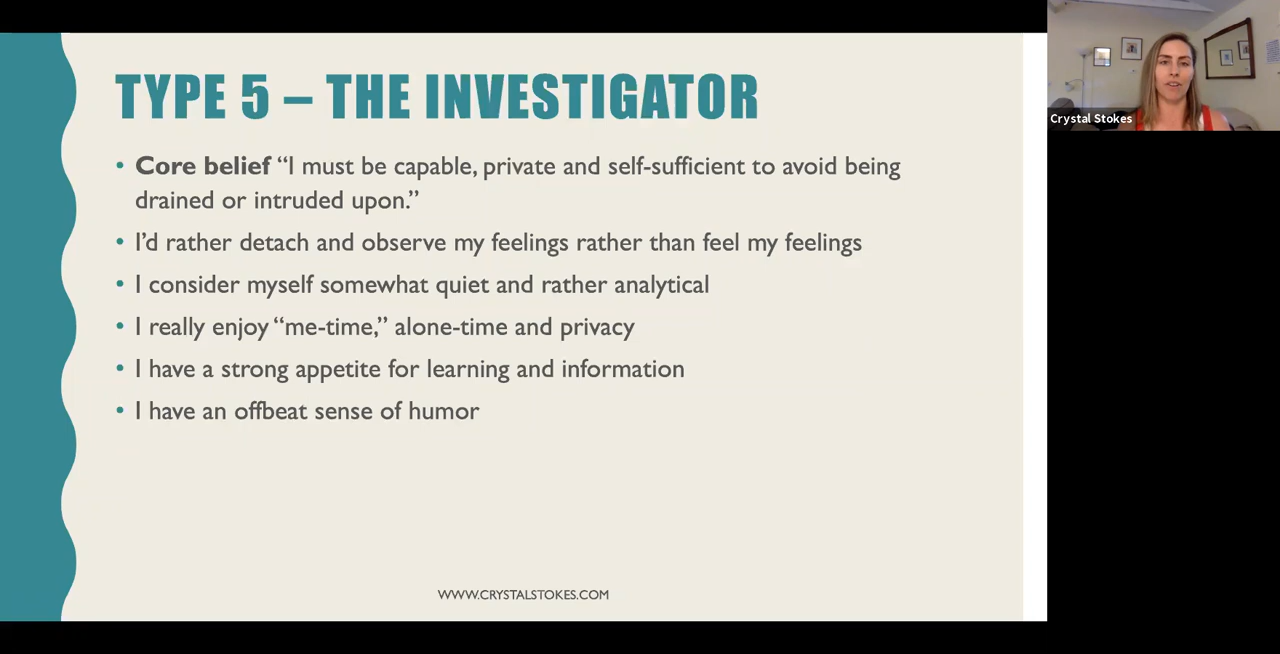 TYPE 5 – THE INVESTIGATOR
• Core belief “I must be capable, private and self-sufficient to avoid being
drained or intruded upon.”
• I’d rather detach and observe my feelings rather than feel my feelings
• I consider myself somewhat quiet and rather analytical
• I really enjoy “me-time,” alone-time and privacy
• I have a strong appetite for learning and information
• I have an offbeat sense of humor
WWW.CRYSTALSTOKES.COM
Crystal Stokes